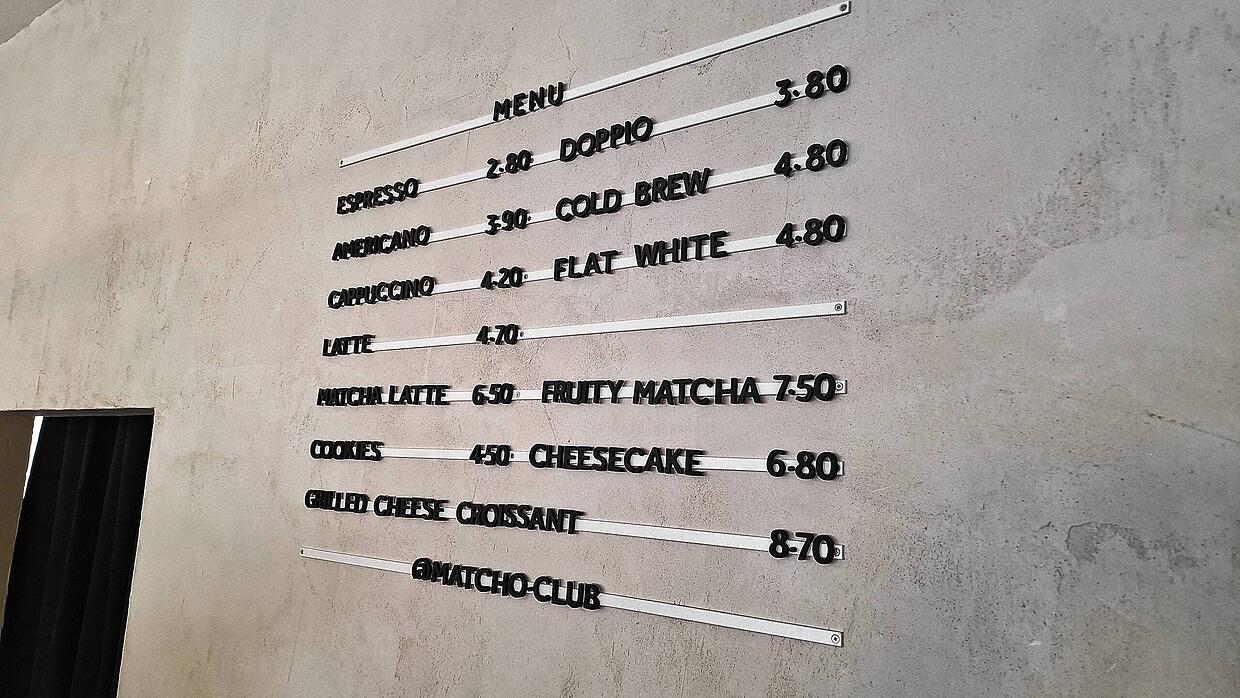 MENU
ESPRESSO 2.80 DOPPIO 3.80
AMERICANO 3.90 COLD BREW 4.80
CAPPUCCINO 4.20 FLAT WHITE 4.80
LATTE 4.70
MATCHA LATTE 6.50 FRUITY MATCHA 7.50
COOKIES 4.50 CHEESECAKE 6.80
GRILLED CHEESE CROISSANT 8.70
@MATCHO.CLUB